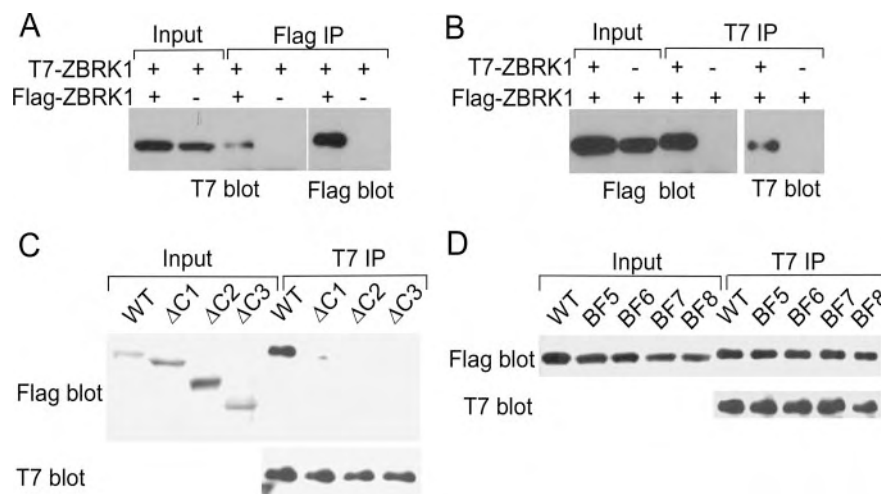 A
Input Flag IP
T7-ZBRK1 + + + + + +
Flag-ZBRK1 + - + - + -
T7 blot Flag blot
B
Input T7 IP
T7-ZBRK1 + - + - + -
Flag-ZBRK1 + + + + + +
Flag blot T7 blot
C
Input T7 IP
WT ΔC1 ΔC2 ΔC3 WT ΔC1 ΔC2 ΔC3
Flag blot
T7 blot
D
Input T7 IP
WT BF5 BF6 BF7 BF8 WT BF5 BF6 BF7 BF8
Flag blot
T7 blot